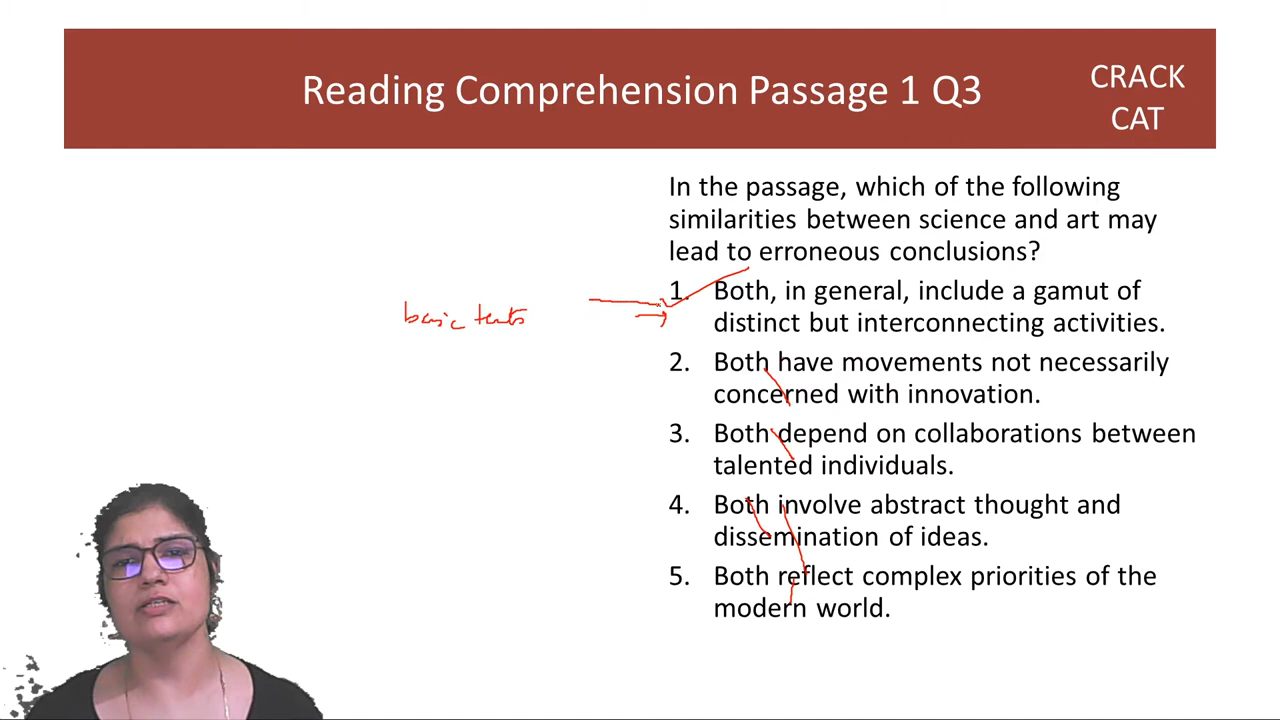 Reading Comprehension Passage 1 Q3
CRACK
CAT
In the passage, which of the following
similarities between science and art may
lead to erroneous conclusions?
1. Both, in general, include a gamut of
distinct but interconnecting activities.
2. Both have movements not necessarily
concerned with innovation.
3. Both depend on collaborations between
talented individuals.
4. Both involve abstract thought and
dissemination of ideas.
5. Both reflect complex priorities of the
modern world.
basic